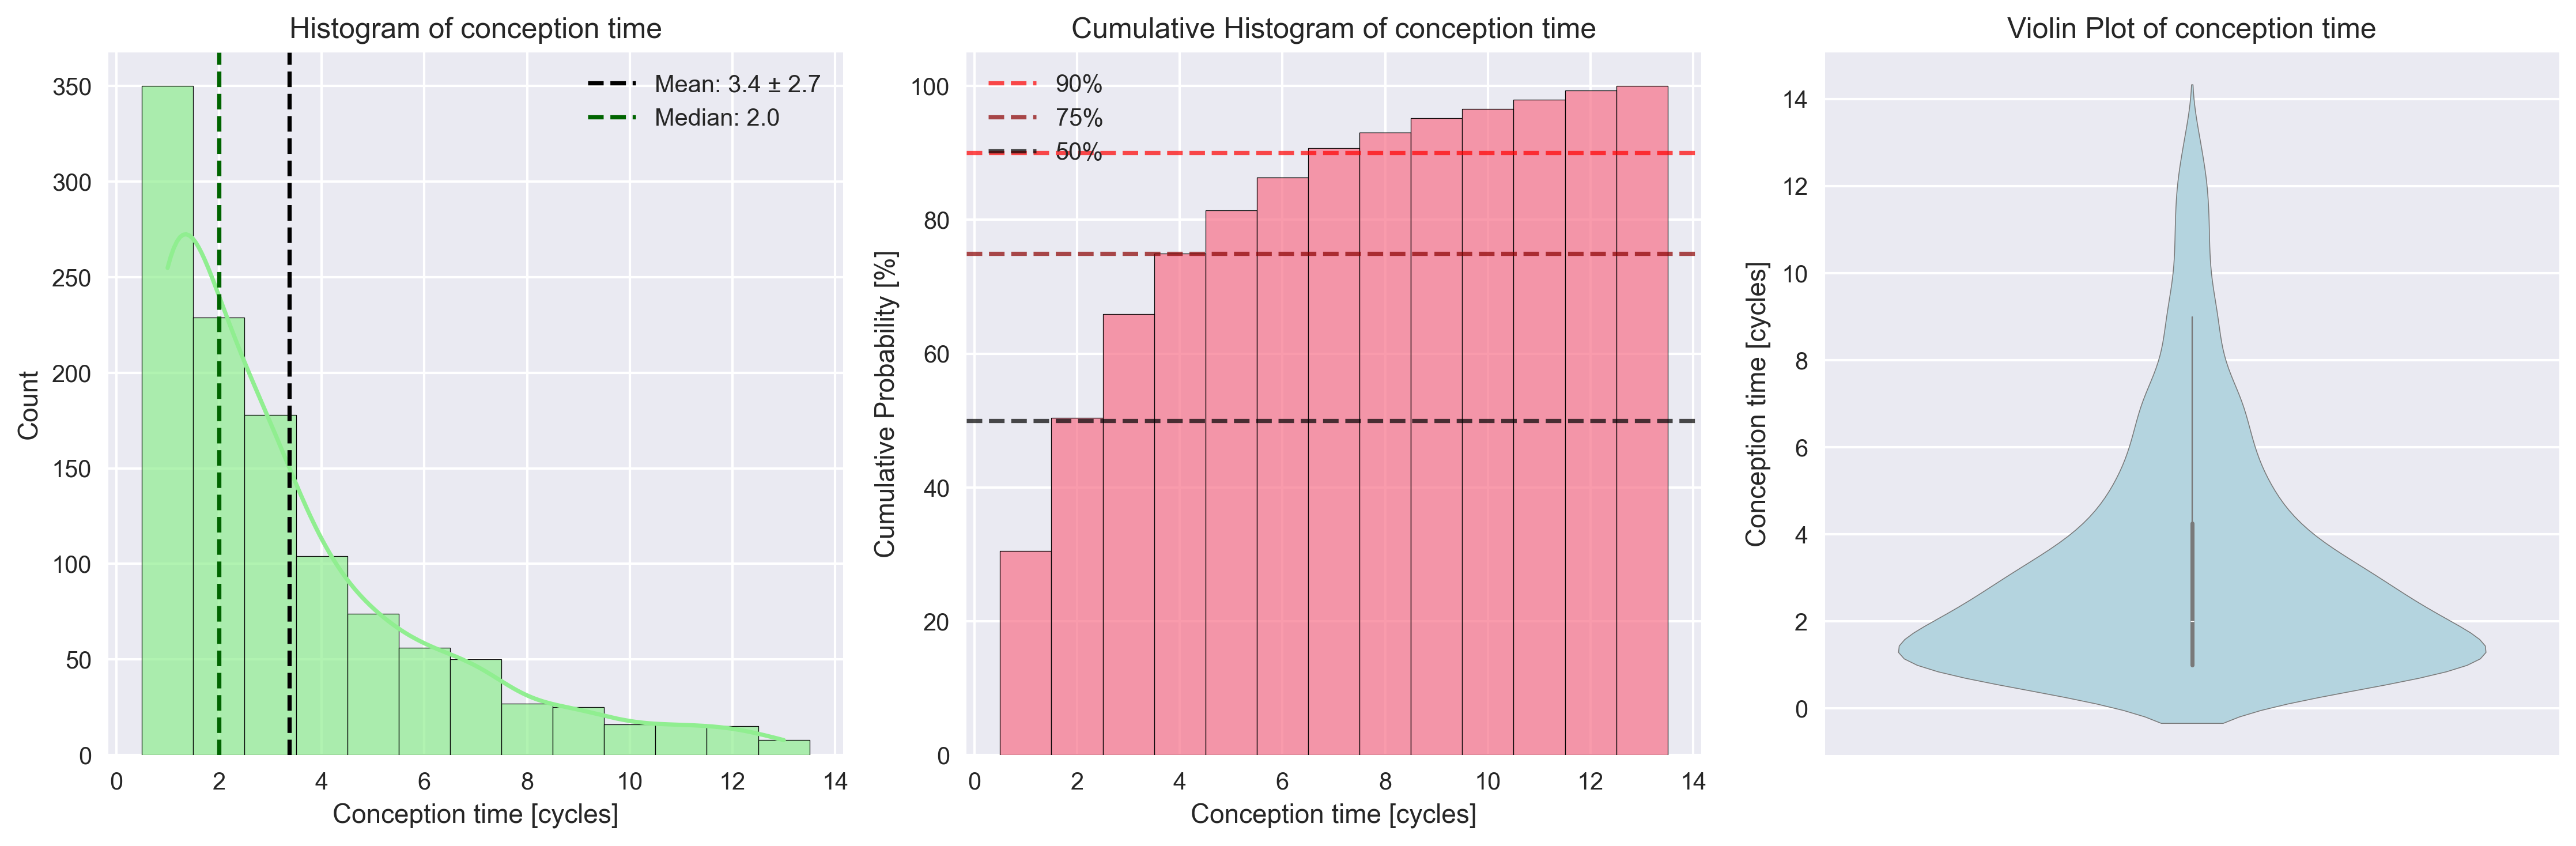 Histogram of conception time
350
300
250
200
150
100
50
0
Count
Mean: 3.4 ± 2.7
Median: 2.0
0 2 4 6 8 10 12 14
Conception time [cycles]
Cumulative Histogram of conception time
100
80
60
40
20
0
Cumulative Probability [%]
90%
75%
50%
0 2 4 6 8 10 12 14
Conception time [cycles]
Violin Plot of conception time
14
12
10
8
6
4
2
0
Conception time [cycles]